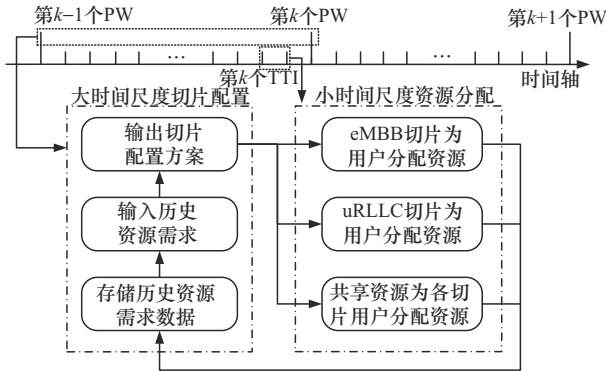 第k−1个PW
第k个PW
第k+1个PW
...
...
第k个TTI
时间轴
大时间尺度切片配置
小时间尺度资源分配
输出切片
配置方案
输入历史
资源需求
存储历史资源
需求数据
eMBB切片为
用户分配资源
uRLLC切片为
用户分配资源
共享资源为各切
片用户分配资源